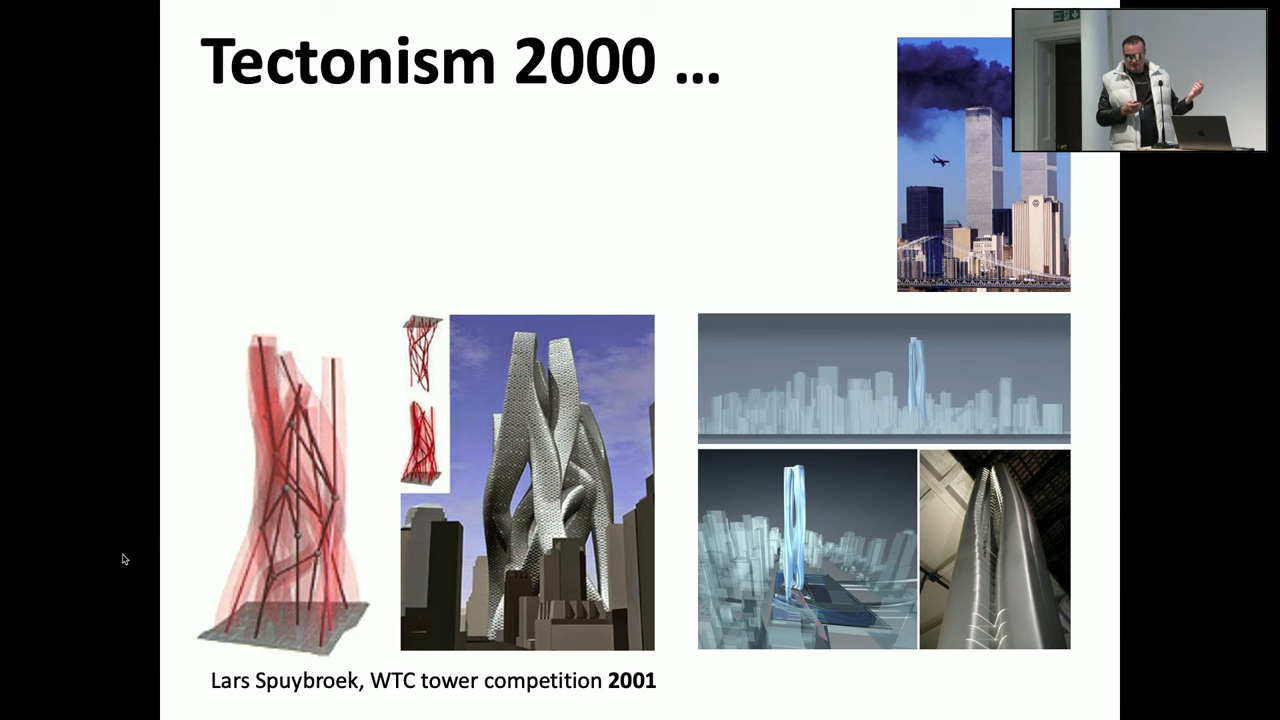 Tectonism 2000 ...
Lars Spuybroek, WTC tower competition 2001